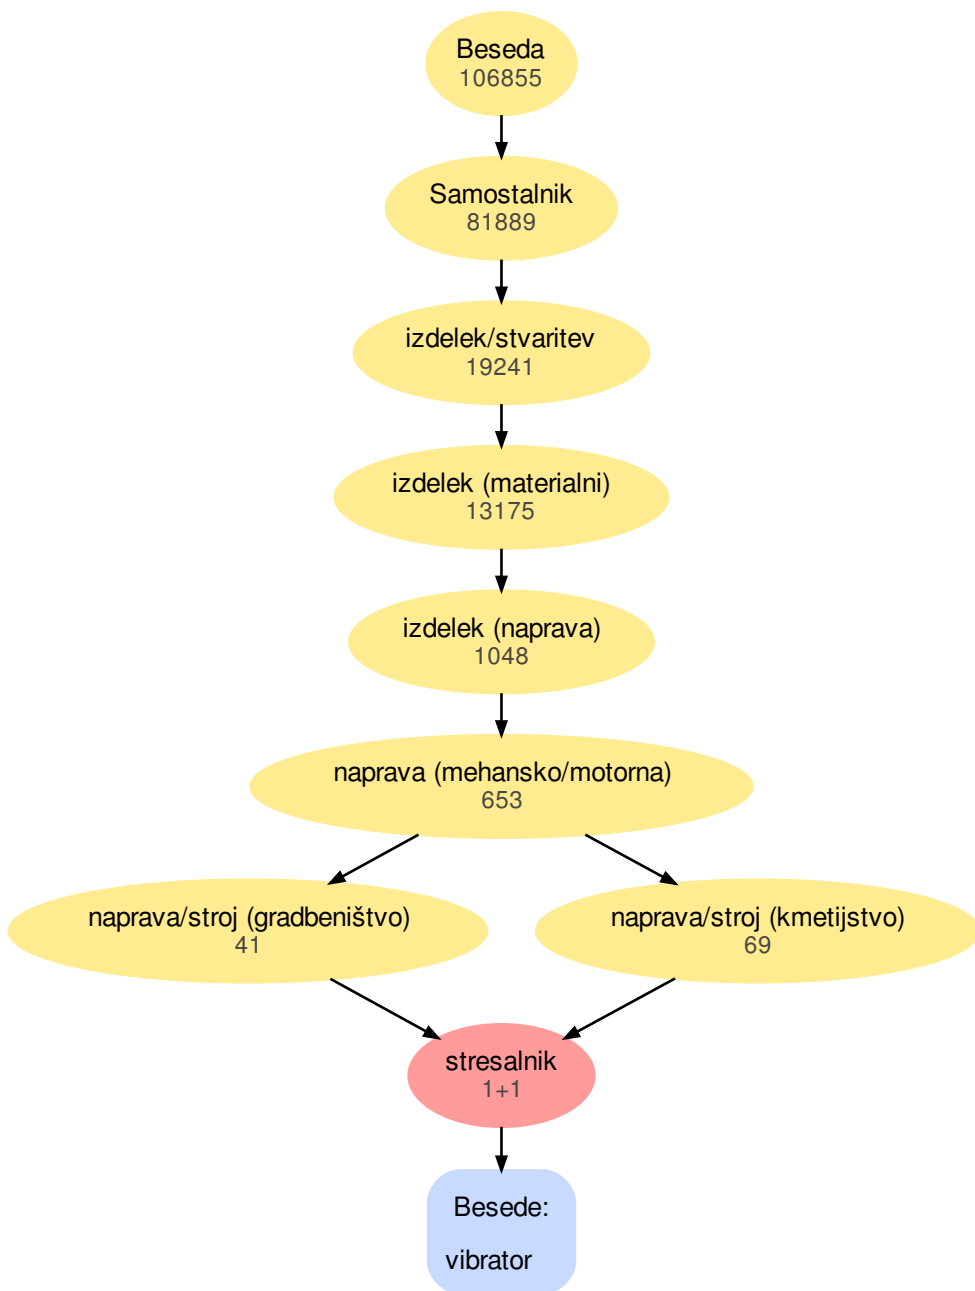 Beseda
106855
Samostalnik
81889
izdelek/stvaritev
19241
izdelek (materialni)
13175
izdelek (naprava)
1048
naprava (mehansko/motorna)
653
naprava/stroj (gradbeništvo)
41
naprava/stroj (kmetijstvo)
69
stresalnik
1+1
Besede:
vibrator